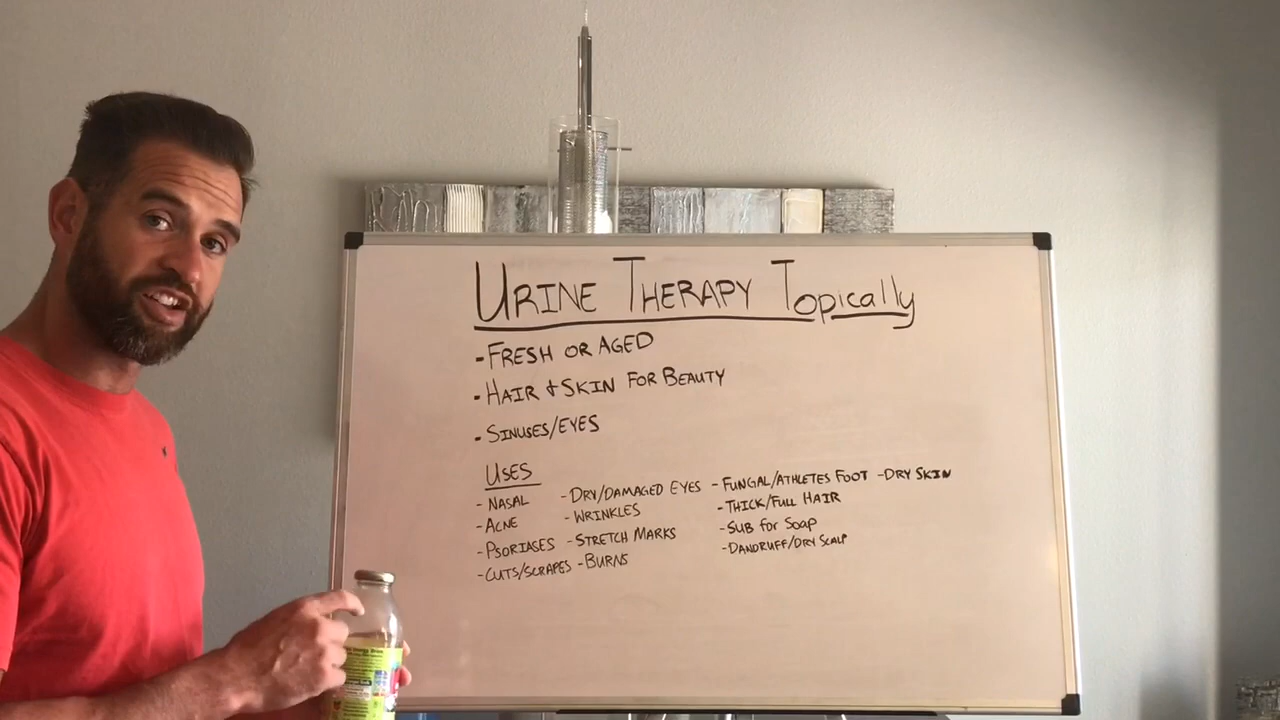 URINE THERAPY Topically
- FRESH OR AGED
- HAIR & SKIN FOR BEAUTY
- SINUSES/EYES
USES
- NASAL - DRY/DAMAGED EYES - FUNGAL/ATHLETES FOOT - DRY SKIN
- ACNE - WRINKLES - THICK/FULL HAIR
- PSORIASES - STRETCH MARKS - SUB FOR SOAP
- CUTS/SCRAPES - BURNS - DANDRUFF/DRY SCALP